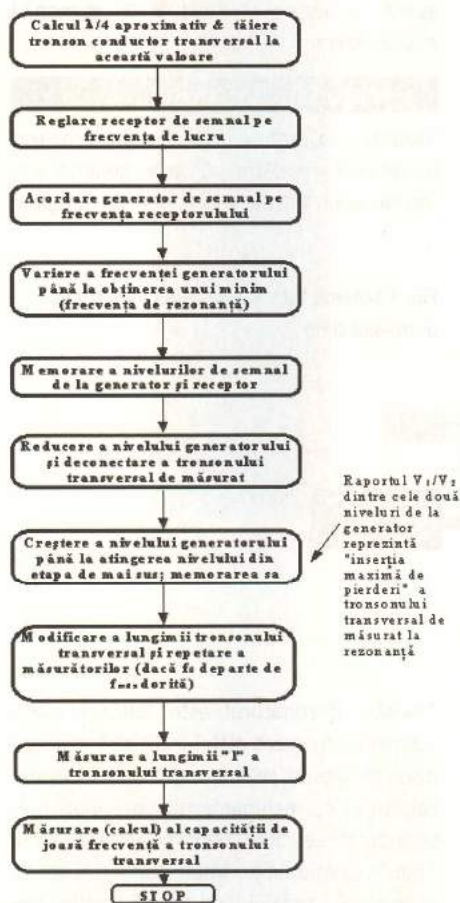 Calcul λ/4 aproximativ & tăiere
tronson conductor transversal la
această valoare
Reglare receptor de semnal pe
frecvența de lucru
Acordare generator de semnal pe
frecvența receptorului
Variere a frecvenței generatorului
până la obținerea unui minim
(frecvența de rezonanță)
Memorare a nivelurilor de semnal
de la generator și receptor
Reducere a nivelului generatorului
și deconectare a tronsonului
transversal de măsurat
Creștere a nivelului generatorului
până la atingerea nivelului din
etapa de mai sus; memorarea sa
Raportul V₁/V₂
dintre cele două
niveluri de la
generator
reprezintă
"inserția
maximă de
pierderi" a
tronsonului
transversal de
măsurat la
rezonanță
Modificare a lungimii tronsonului
transversal și repetare a
măsurătorilor (dacă f₀ departe de
dorită)
Măsurare a lungimii "l" a
tronsonului transversal
Măsurare (calcul) al capacității de
joasă frecvență a tronsonului
transversal
STOP